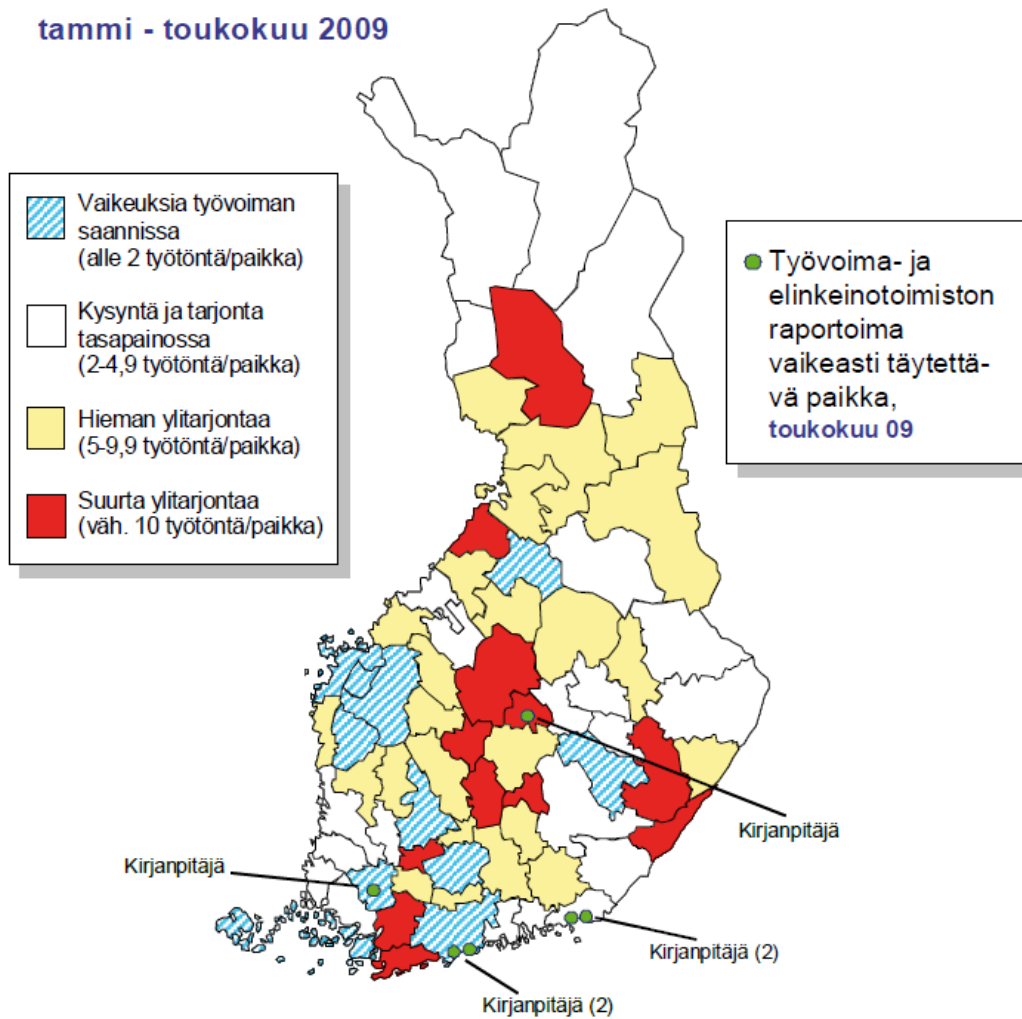 tammi - toukokuu 2009
Vaikeuksia työvoiman
saannissa
(alle 2 työtöntä/paikka)
Kysyntä ja tarjonta
tasapainossa
(2-4,9 työtöntä/paikka)
Hieman ylitarjontaa
(5-9,9 työtöntä/paikka)
Suurta ylitarjontaa
(väh. 10 työtöntä/paikka)
Työvoima- ja
elinkeinotoimiston
raportoima
vaikeasti täytettä-
vä paikka,
toukokuu 09
Kirjanpitäjä
Kirjanpitäjä
Kirjanpitäjä (2)
Kirjanpitäjä (2)